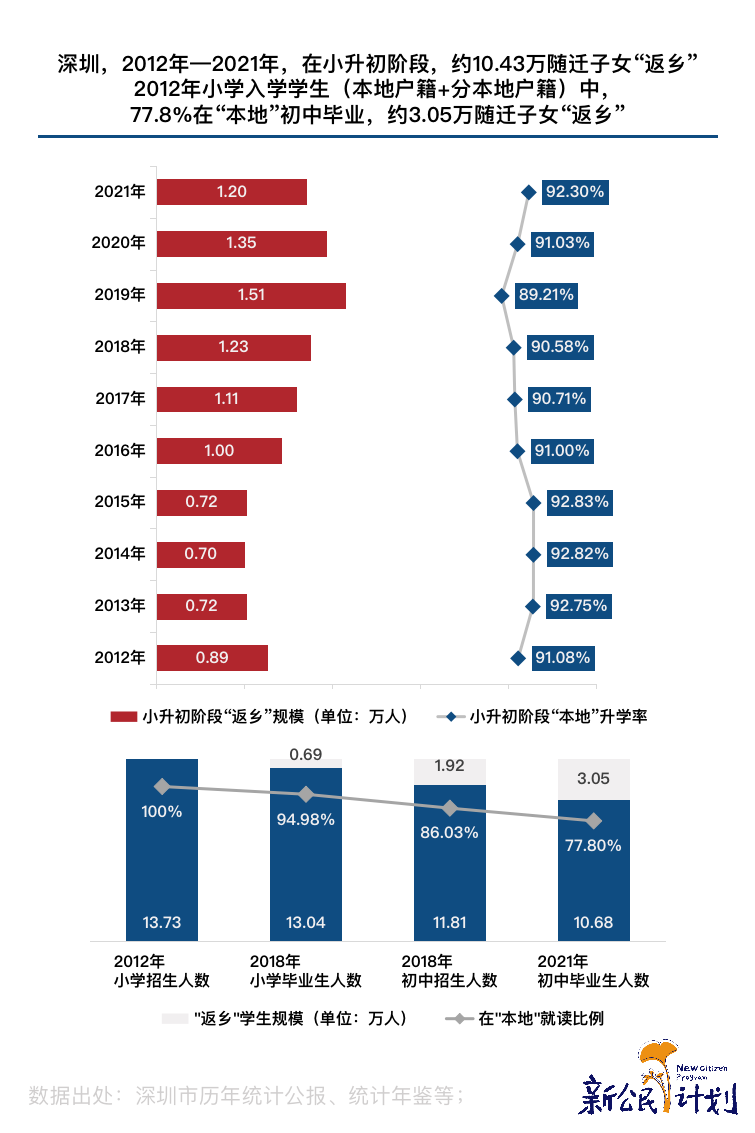 深圳，2012年—2021年，在小升初阶段，约10.43万随迁子女“返乡”
2012年小学入学学生（本地户籍+分本地户籍）中，
77.8%在“本地”初中毕业，约3.05万随迁子女“返乡”
2021年 1.20 92.30%
2020年 1.35 91.03%
2019年 1.51 89.21%
2018年 1.23 90.58%
2017年 1.11 90.71%
2016年 1.00 91.00%
2015年 0.72 92.83%
2014年 0.70 92.82%
2013年 0.72 92.75%
2012年 0.89 91.08%
小升初阶段“返乡”规模（单位：万人） 小升初阶段“本地”升学率
0.69 1.92 3.05
100% 94.98% 86.03% 77.80%
13.73 13.04 11.81 10.68
2012年 2018年 2018年 2021年
小学招生人数 小学毕业生人数 初中招生人数 初中毕业生人数
"返乡"学生规模（单位：万人） 在"本地"就读比例
数据出处：深圳市历年统计公报、统计年鉴等；
New Citizen
Program
新公民计划